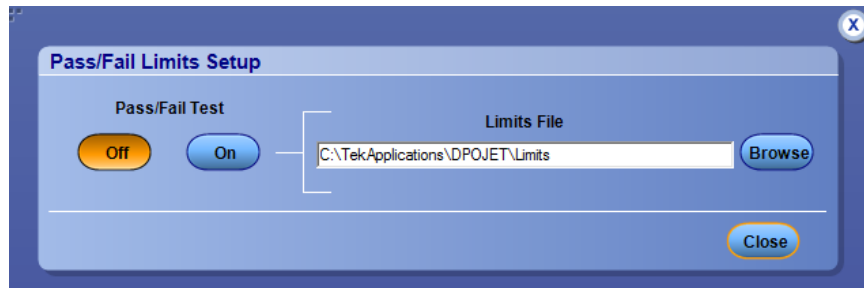 X
Pass/Fail Limits Setup
Pass/Fail Test
Limits File
Off
On
C:\TekApplications\DPOJET\Limits
Browse
Close